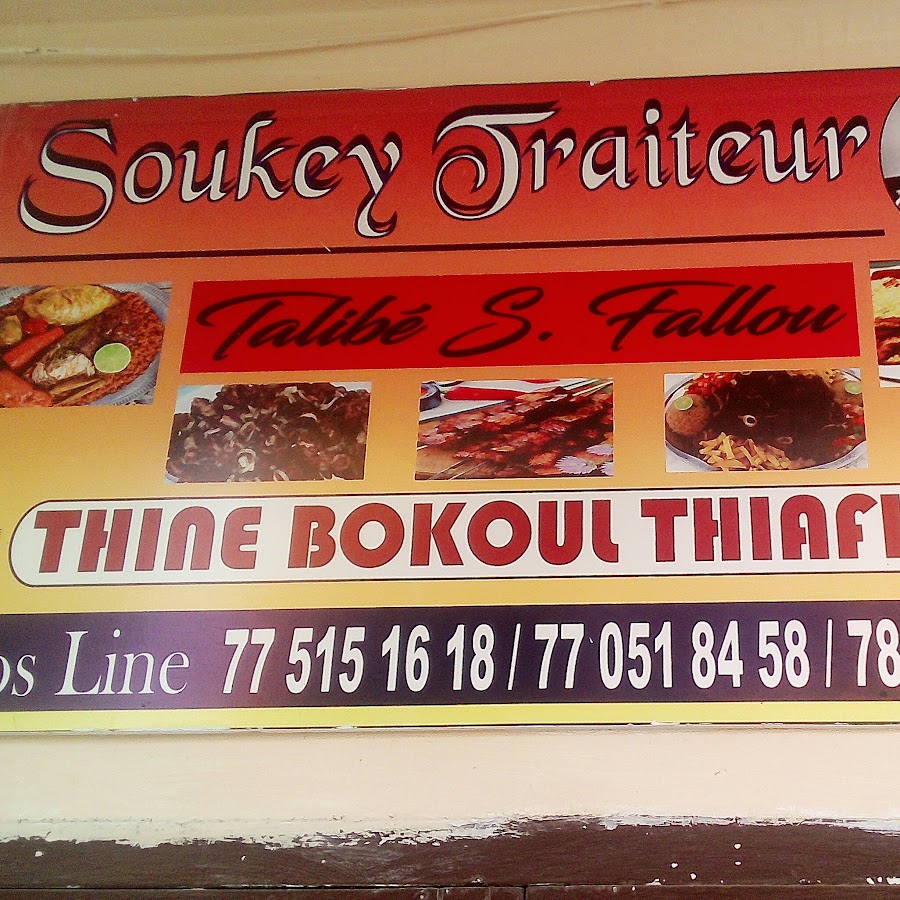 Soukey Traiteur
Talibé S. Fallou
THINE BOKOUL THIAF
os Line 77 515 16 18 / 77 051 84 58 / 78